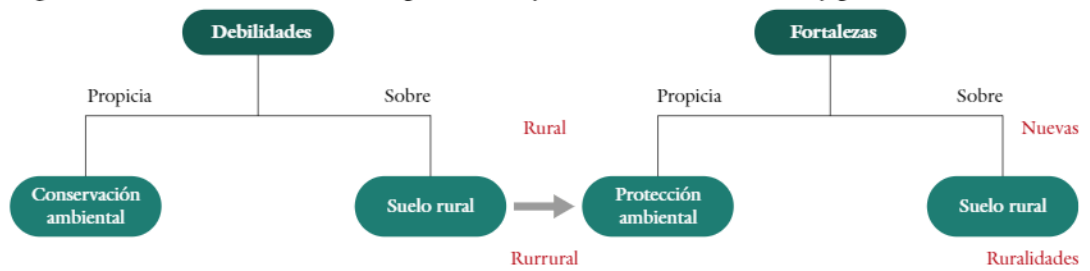 Debilidades
Fortalezas
Propicia
Sobre
Propicia
Sobre
Rural
Nuevas
Conservación
ambiental
Suelo rural
Protección
ambiental
Suelo rural
Rurrural
Ruralidades